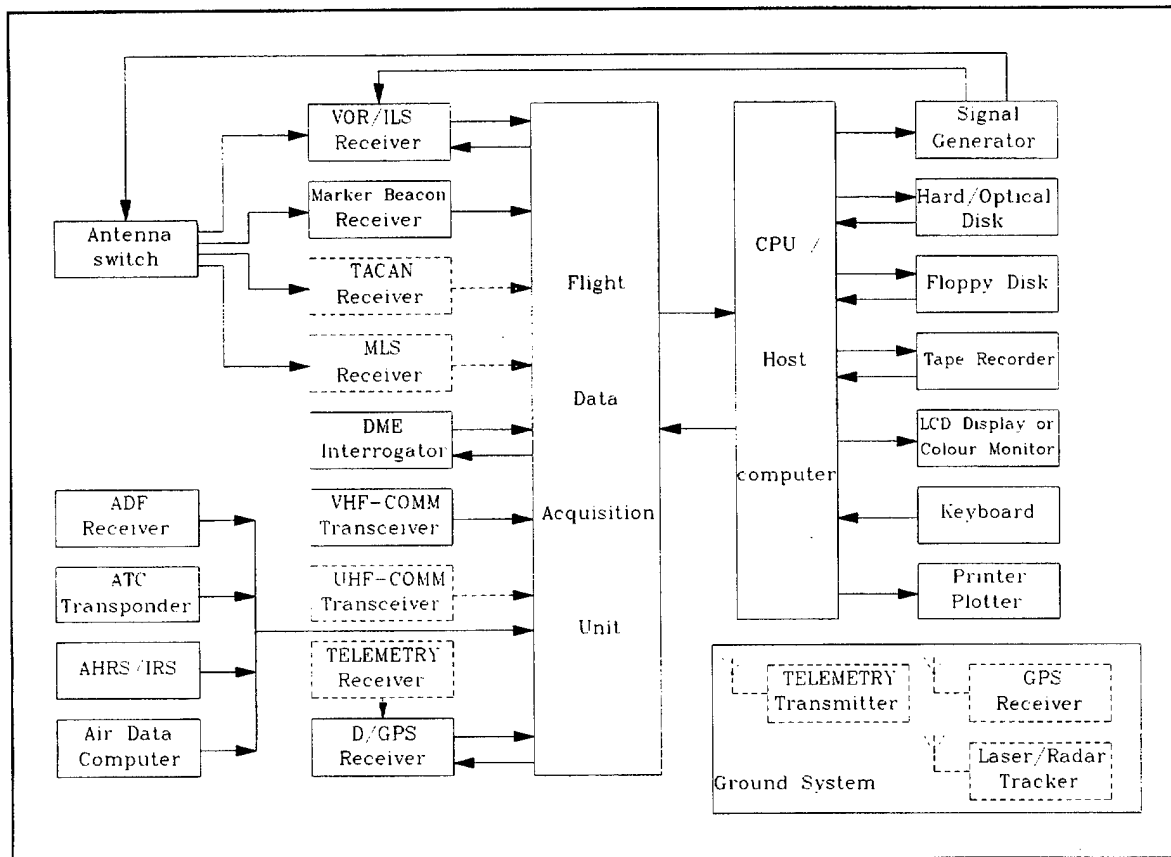 VOR/ILS
Receiver
Marker Beacon
Receiver
Antenna
switch
TACAN
Receiver
MLS
Receiver
DME
Interrogator
ADF
Receiver
VHF-COMM
Transceiver
ATC
Transponder
UHF-COMM
Transceiver
AHRS/IRS
TELEMETRY
Receiver
Air Data
Computer
D/GPS
Receiver
Flight
Data
Acquisition
Unit
CPU /
Host
computer
Signal
Generator
Hard/Optical
Disk
Floppy Disk
Tape Recorder
LCD Display or
Colour Monitor
Keyboard
Printer
Plotter
TELEMETRY
Transmitter
GPS
Receiver
Laser/Radar
Tracker
Ground System